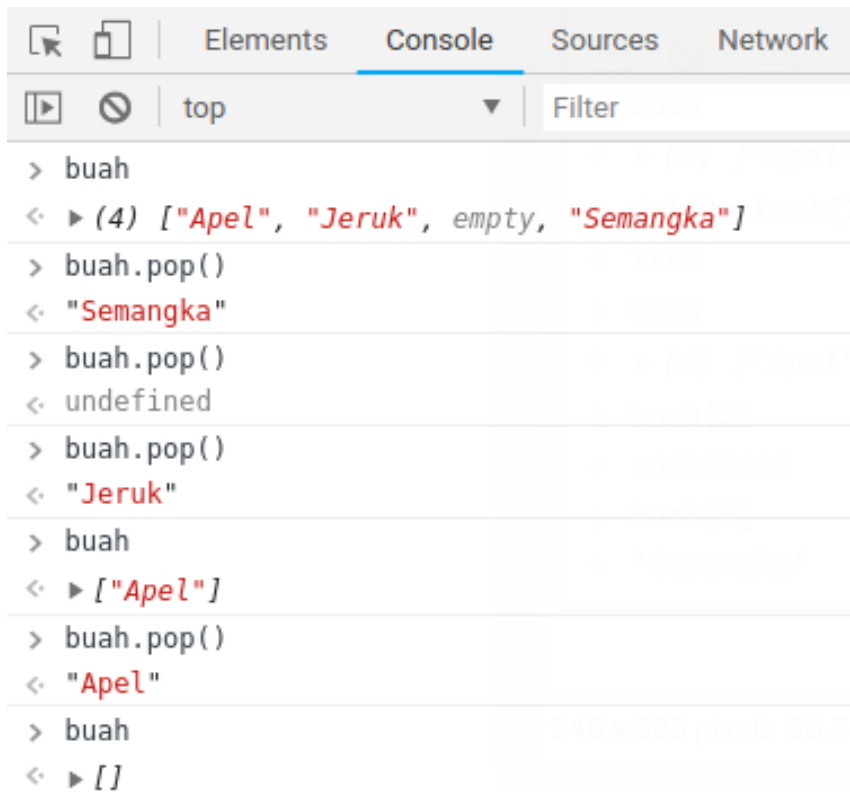 Elements Console Sources Network
top ▼ Filter
> buah
<· ▶ (4) ["Apel", "Jeruk", empty, "Semangka"]
> buah.pop()
<· "Semangka"
> buah.pop()
<· undefined
> buah.pop()
<· "Jeruk"
> buah
<· ▶ ["Apel"]
> buah.pop()
<· "Apel"
> buah
<· ▶ []